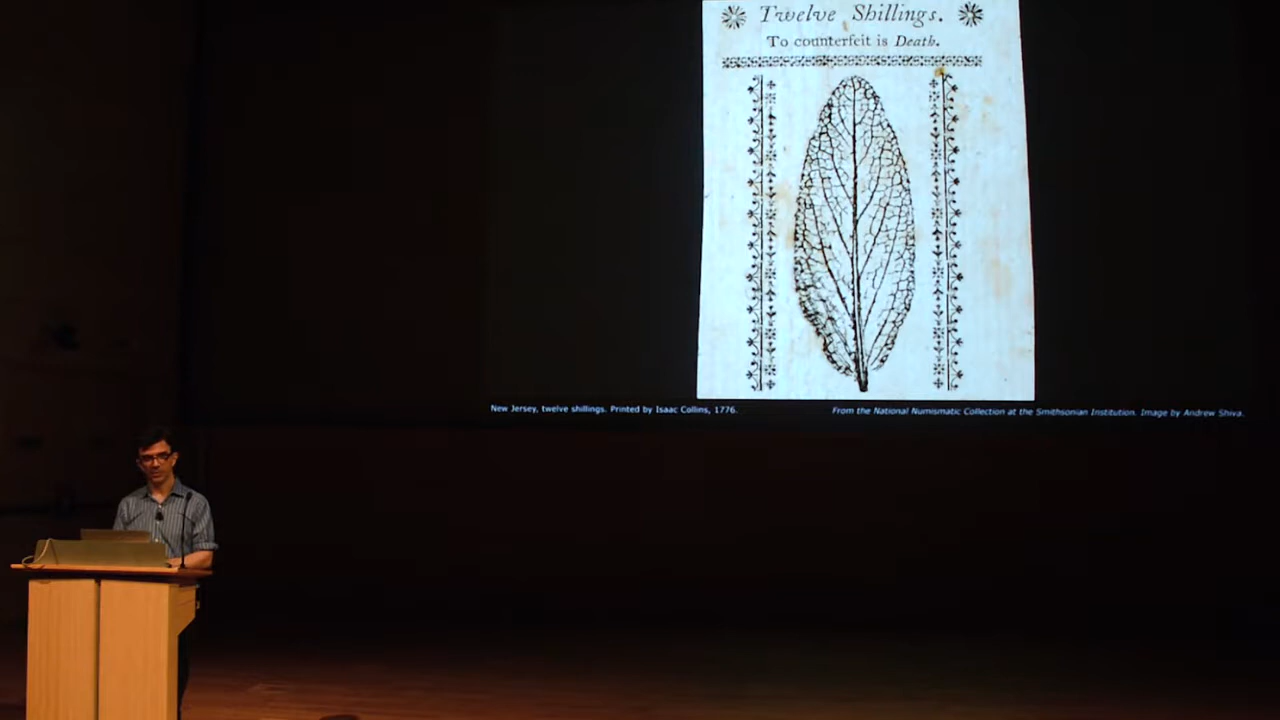 Twelve Shillings.
To counterfeit is Death.
New Jersey, twelve shillings. Printed by Isaac Collins, 1776.
From the National Numismatic Collection at the Smithsonian Institution. Image by Andrew Shiva.